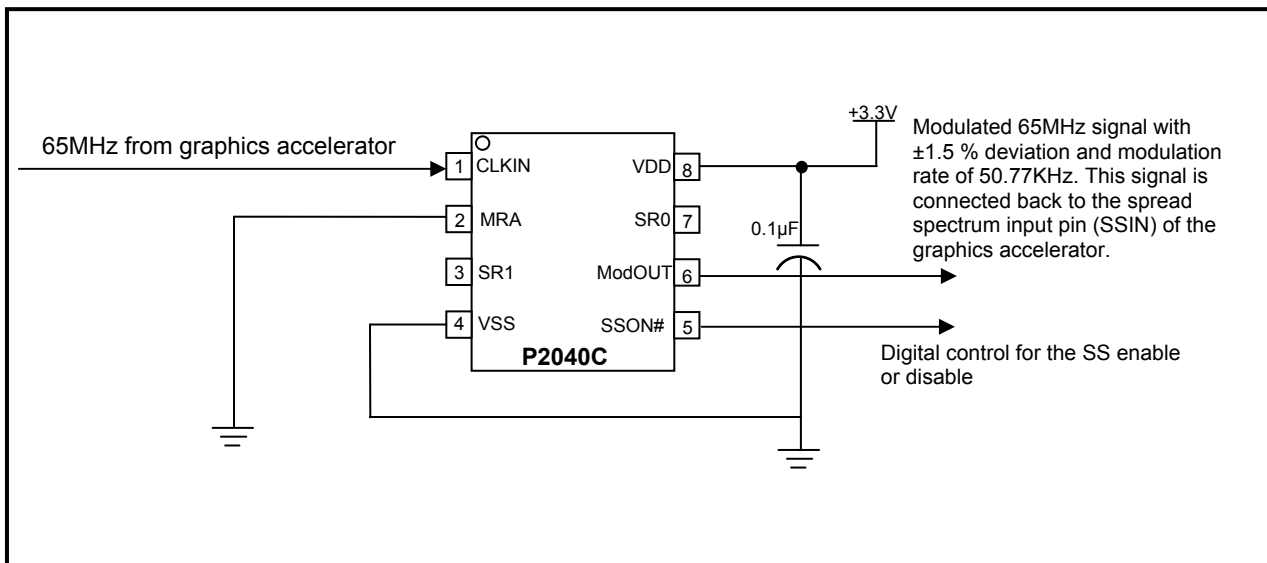 65MHz from graphics accelerator
1 CLKIN
2 MRA
3 SR1
4 VSS
VDD 8
SR0 7
ModOUT 6
SSON# 5
P2040C
+3.3V
0.1µF
Modulated 65MHz signal with
±1.5 % deviation and modulation
rate of 50.77KHz. This signal is
connected back to the spread
spectrum input pin (SSIN) of the
graphics accelerator.
Digital control for the SS enable
or disable